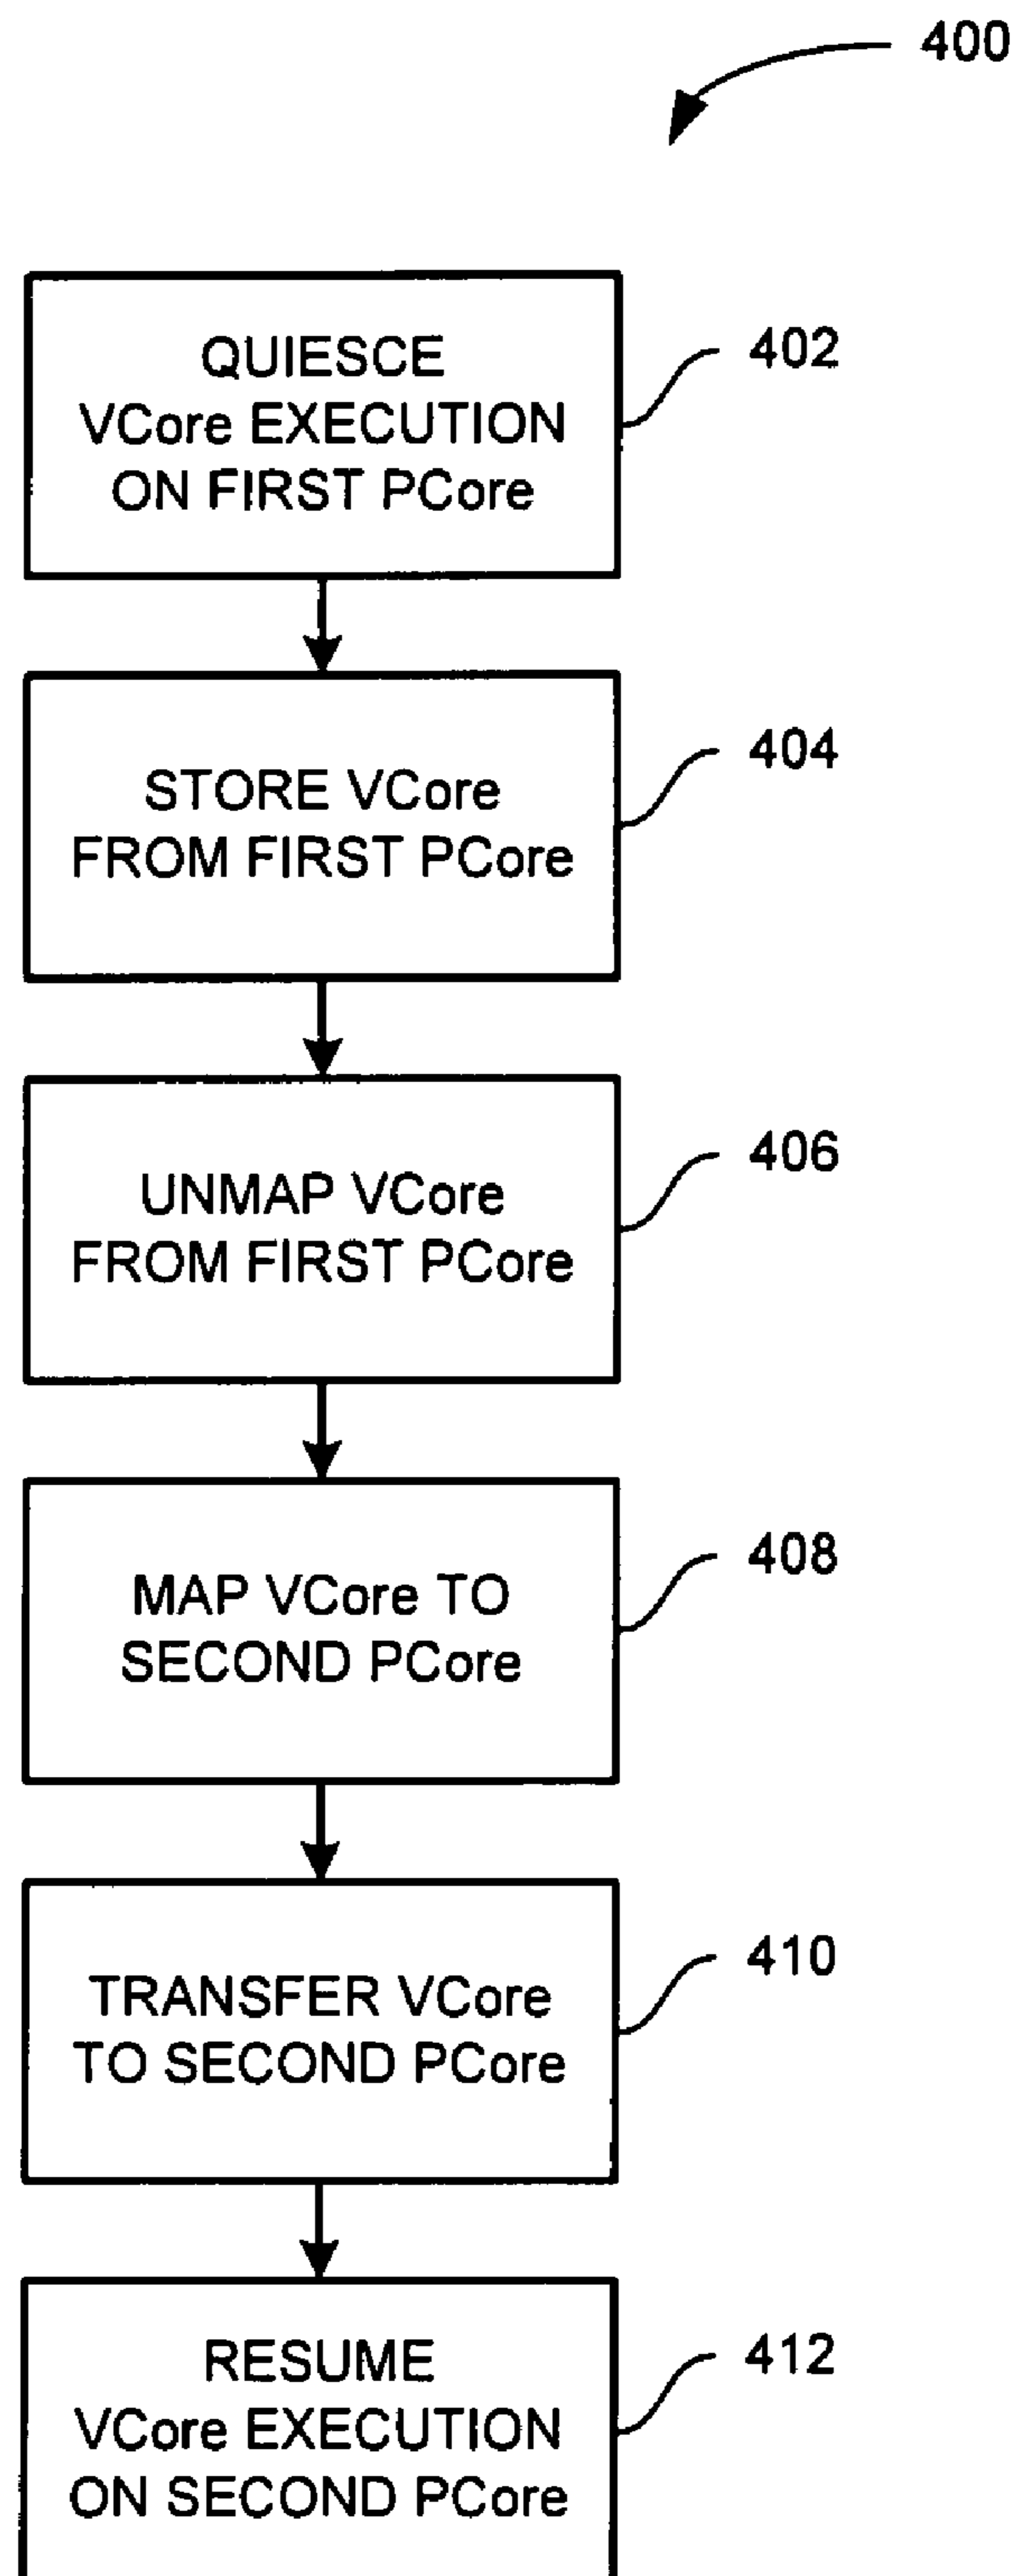 400
QUIESCE
VCore EXECUTION
ON FIRST PCore
402
STORE VCore
FROM FIRST PCore
404
UNMAP VCore
FROM FIRST PCore
406
MAP VCore TO
SECOND PCore
408
TRANSFER VCore
TO SECOND PCore
410
RESUME
VCore EXECUTION
ON SECOND PCore
412